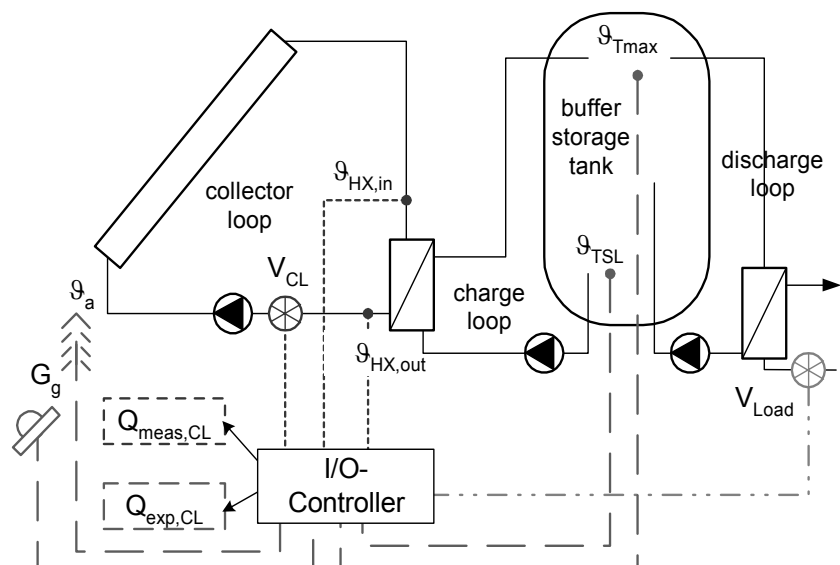 ϑTmax
buffer
storage
tank
discharge
loop
collector
loop
ϑHX,in
ϑTSL
VCL
charge
loop
ϑa
ϑHX,out
Gg
VLoad
Qmeas,CL
I/O-
Controller
Qexp,CL